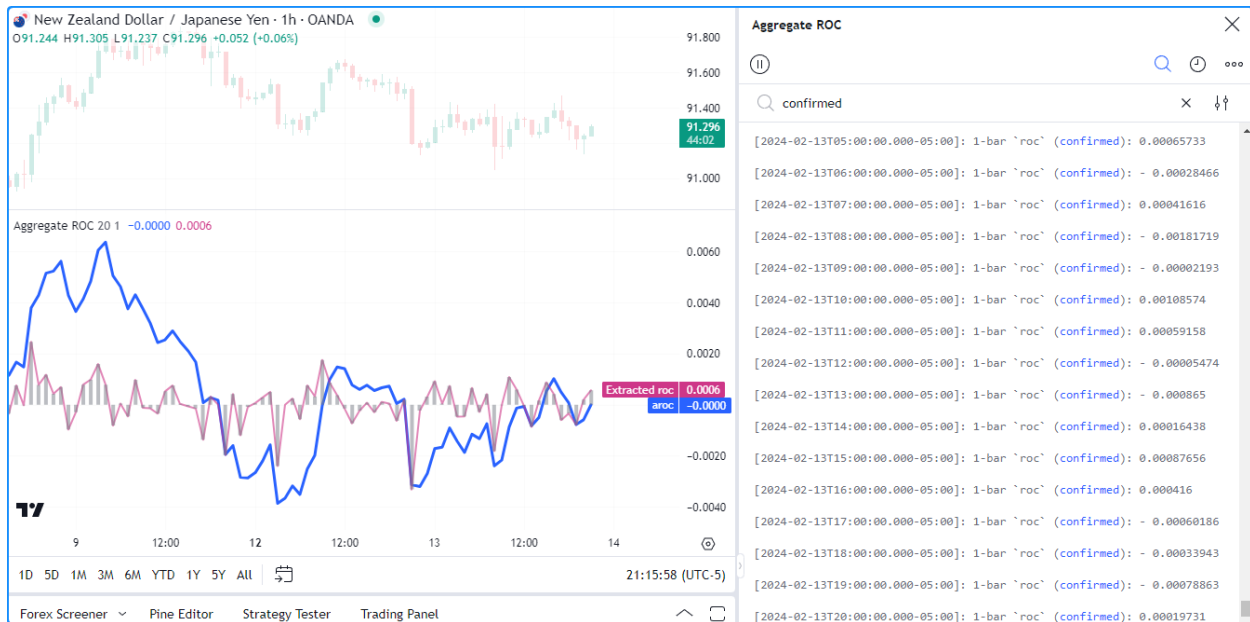 New Zealand Dollar / Japanese Yen · 1h · OANDA
O91.244 H91.305 L91.237 C91.296 +0.052 (+0.06%)
91.800
91.600
91.400
91.296
44:02
91.000
Aggregate ROC 20 1 −0.0000 0.0006
0.0060
0.0040
0.0020
Extracted roc 0.0006
aroc −0.0000
−0.0020
−0.0040
9 12:00 12 12:00 13 12:00 14
1D 5D 1M 3M 6M YTD 1Y 5Y All 21:15:58 (UTC-5)
Forex Screener Pine Editor Strategy Tester Trading Panel
Aggregate ROC
confirmed
[2024-02-13T05:00:00.000-05:00]: 1-bar `roc` (confirmed): 0.00065733
[2024-02-13T06:00:00.000-05:00]: 1-bar `roc` (confirmed): - 0.00028466
[2024-02-13T07:00:00.000-05:00]: 1-bar `roc` (confirmed): 0.00041616
[2024-02-13T08:00:00.000-05:00]: 1-bar `roc` (confirmed): - 0.00181719
[2024-02-13T09:00:00.000-05:00]: 1-bar `roc` (confirmed): - 0.00002193
[2024-02-13T10:00:00.000-05:00]: 1-bar `roc` (confirmed): 0.00108574
[2024-02-13T11:00:00.000-05:00]: 1-bar `roc` (confirmed): 0.00059158
[2024-02-13T12:00:00.000-05:00]: 1-bar `roc` (confirmed): - 0.00005474
[2024-02-13T13:00:00.000-05:00]: 1-bar `roc` (confirmed): - 0.000865
[2024-02-13T14:00:00.000-05:00]: 1-bar `roc` (confirmed): 0.00016438
[2024-02-13T15:00:00.000-05:00]: 1-bar `roc` (confirmed): 0.00087656
[2024-02-13T16:00:00.000-05:00]: 1-bar `roc` (confirmed): 0.000416
[2024-02-13T17:00:00.000-05:00]: 1-bar `roc` (confirmed): - 0.00060186
[2024-02-13T18:00:00.000-05:00]: 1-bar `roc` (confirmed): - 0.00033943
[2024-02-13T19:00:00.000-05:00]: 1-bar `roc` (confirmed): - 0.00078863
[2024-02-13T20:00:00.000-05:00]: 1-bar `roc` (confirmed): 0.00019731